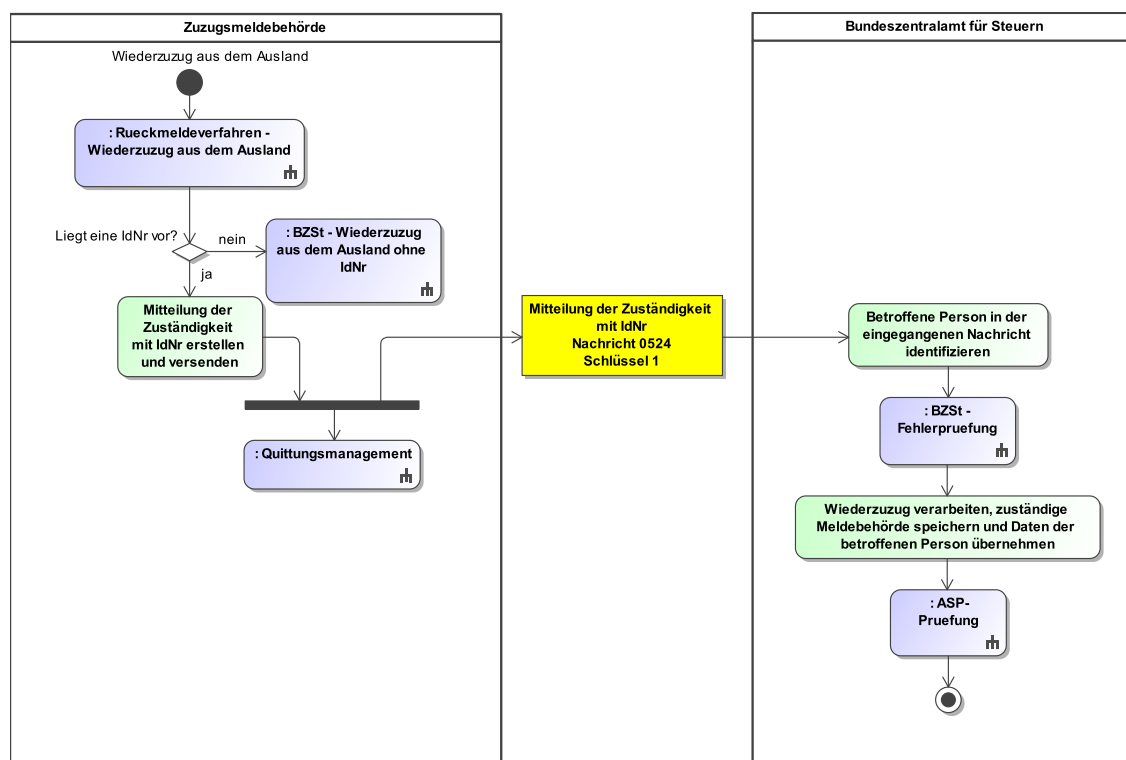 Zuzugsmeldebehörde
Wiederzuzug aus dem Ausland
: Rueckmeldeverfahren -
Wiederzuzug aus dem Ausland
Liegt eine IdNr vor?
nein
: BZSt - Wiederzuzug
aus dem Ausland ohne
IdNr
ja
Mitteilung der
Zuständigkeit
mit IdNr erstellen
und versenden
: Quittungsmanagement
Mitteilung der Zuständigkeit
mit IdNr
Nachricht 0524
Schlüssel 1
Bundeszentralamt für Steuern
Betroffene Person in der
eingegangenen Nachricht
identifizieren
: BZSt -
Fehlerpruefung
Wiederzuzug verarbeiten, zuständige
Meldebehörde speichern und Daten der
betroffenen Person übernehmen
: ASP-
Pruefung